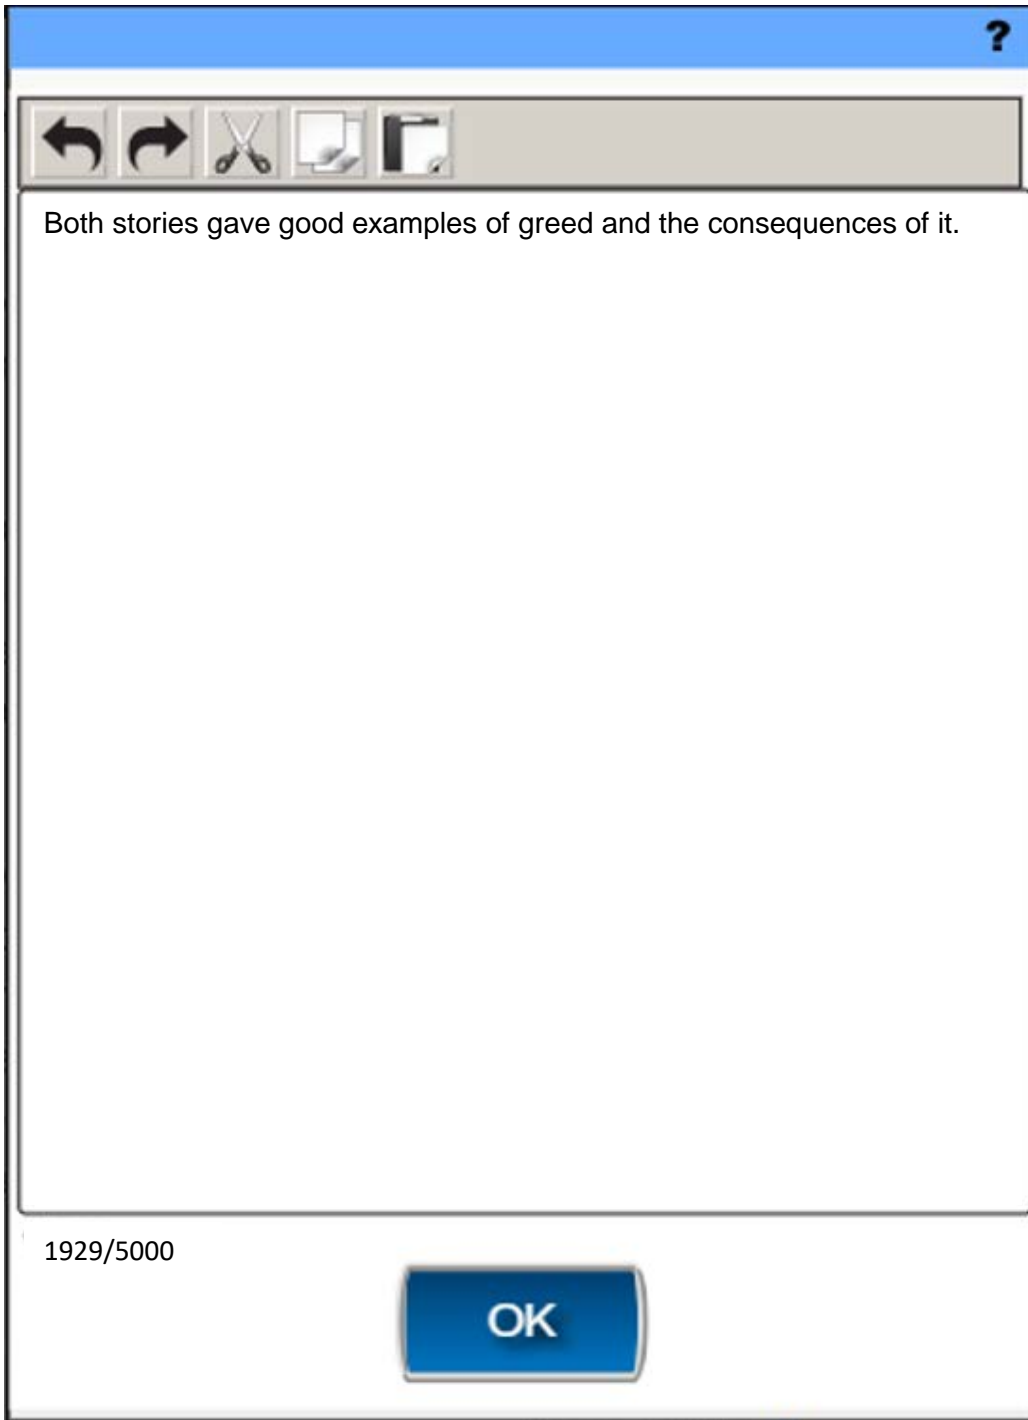 ?
Both stories gave good examples of greed and the consequences of it.
1929/5000
OK